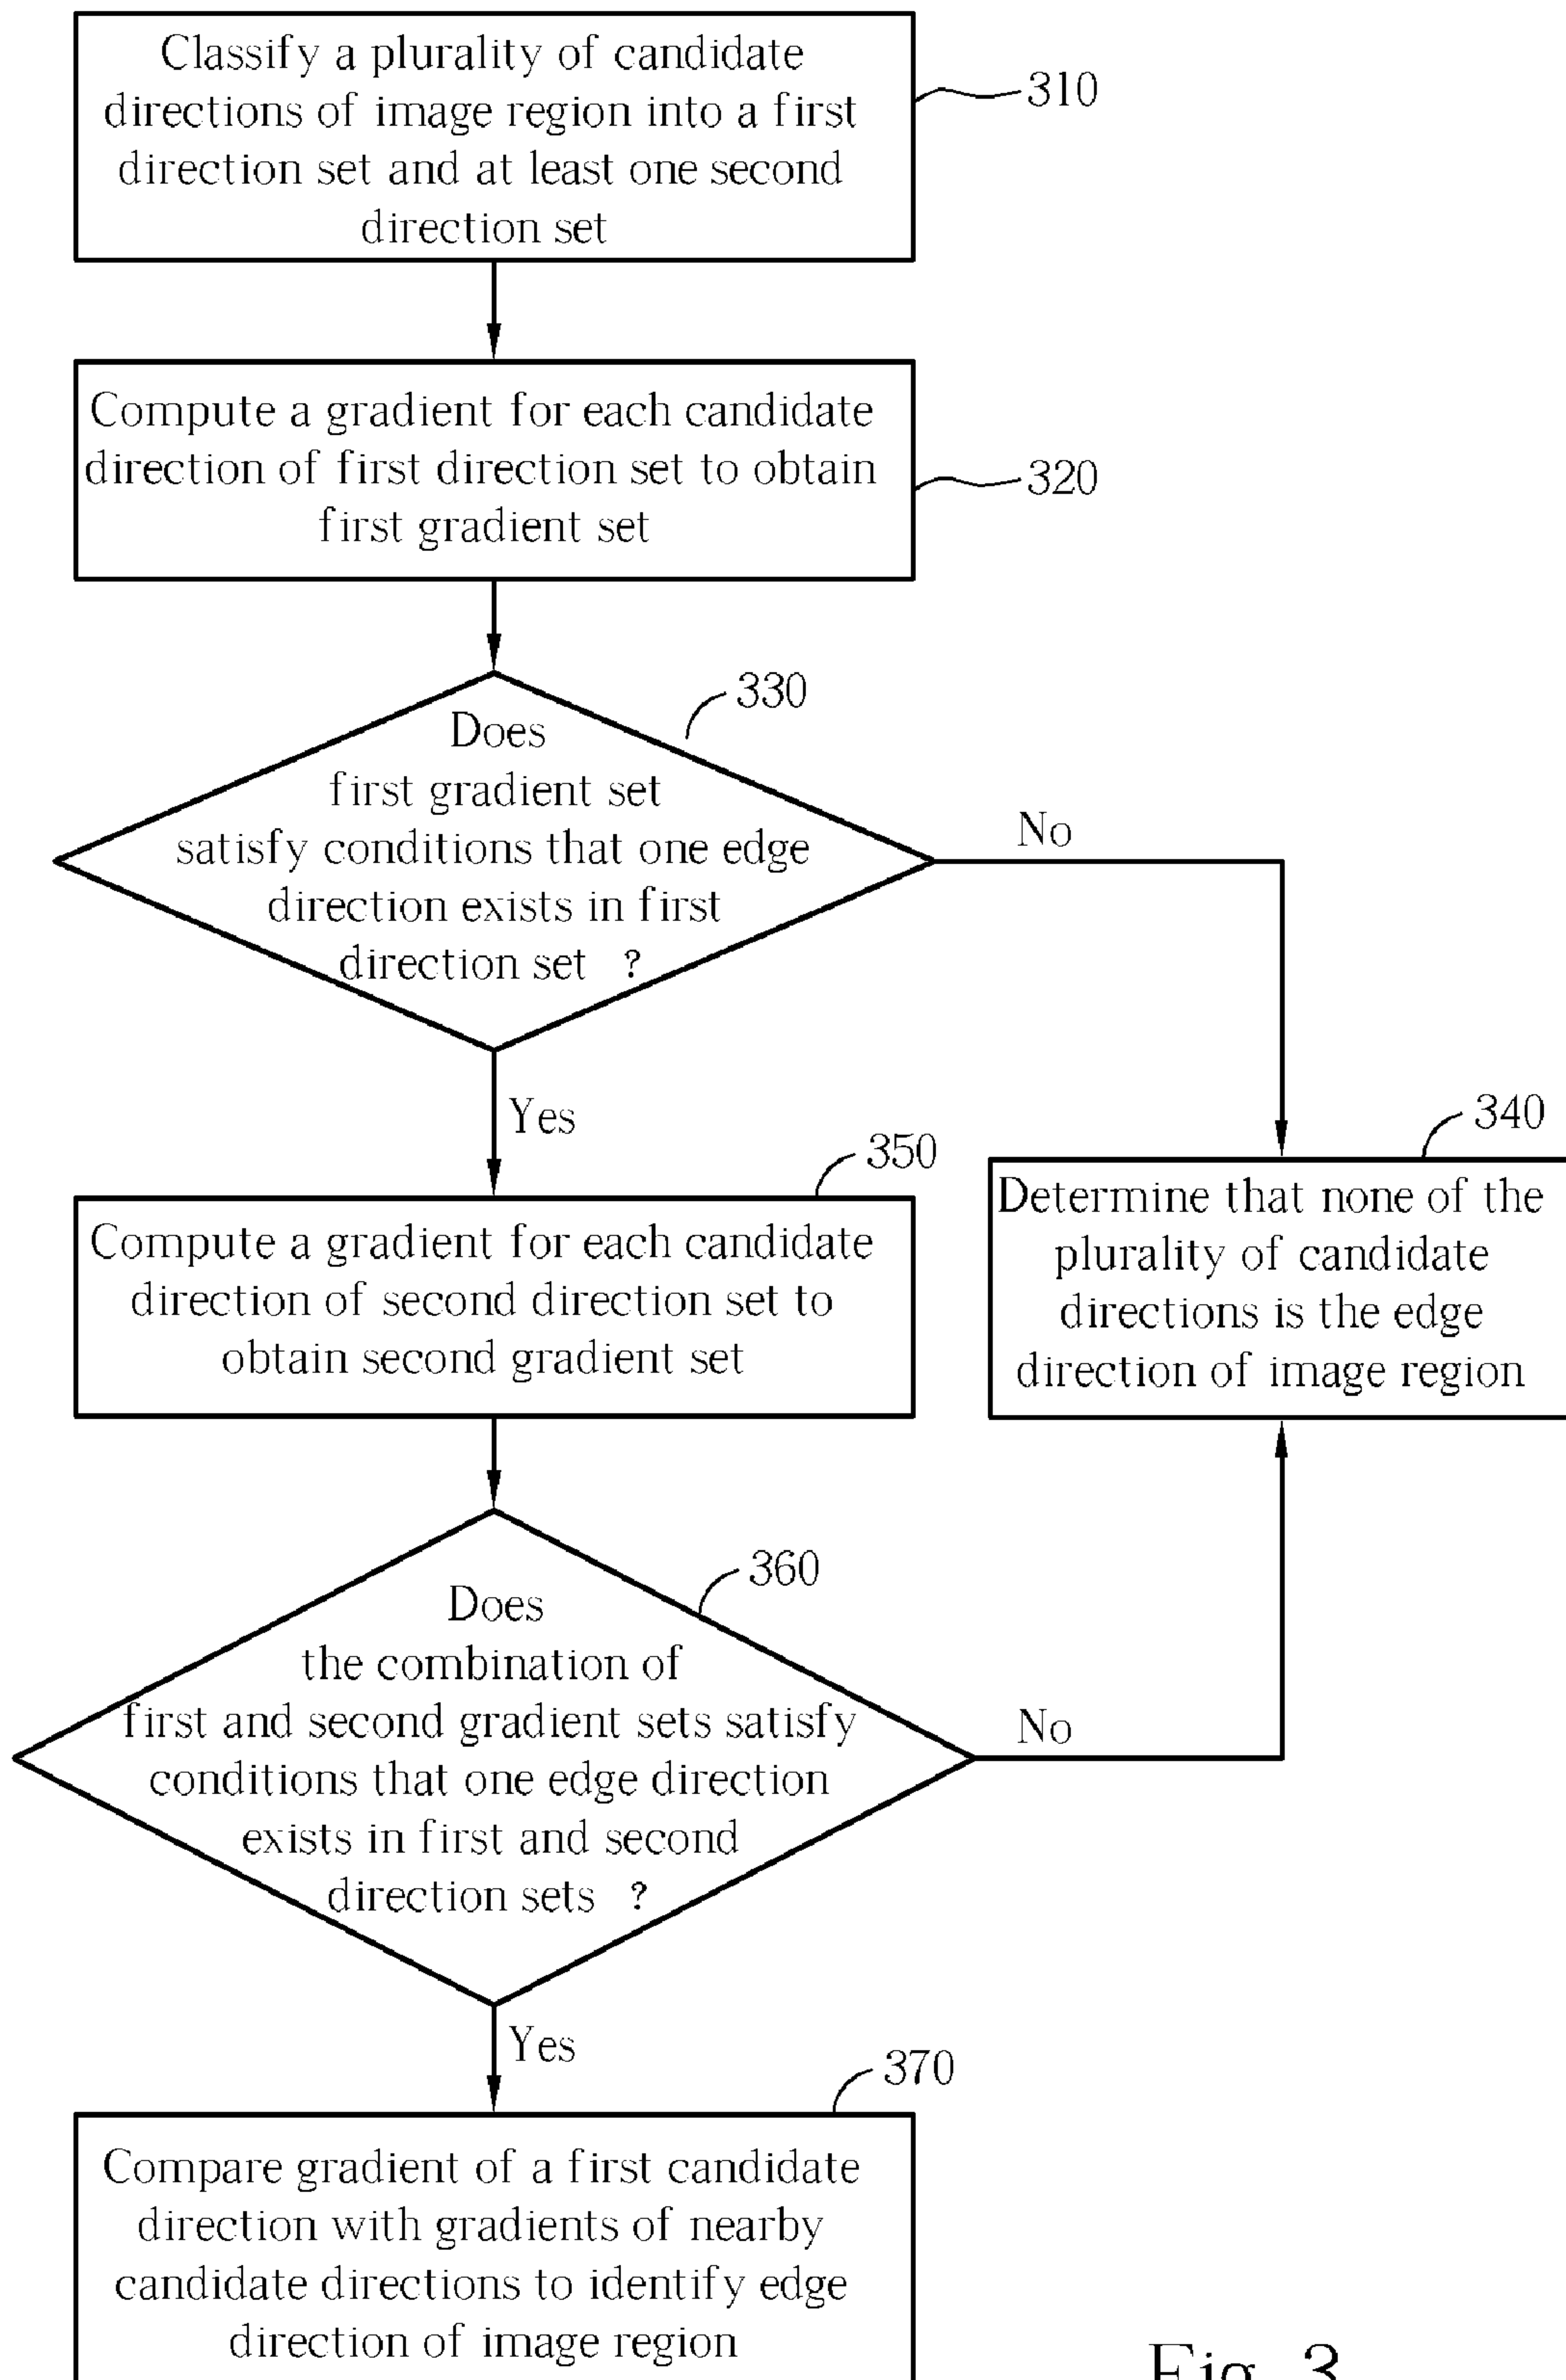 Classify a plurality of candidate
directions of image region into a first
direction set and at least one second
direction set
310
Compute a gradient for each candidate
direction of first direction set to obtain
first gradient set
320
330
Does
first gradient set
satisfy conditions that one edge
direction exists in first
direction set ?
No
Yes
340
Determine that none of the
plurality of candidate
directions is the edge
direction of image region
350
Compute a gradient for each candidate
direction of second direction set to
obtain second gradient set
360
Does
the combination of
first and second gradient sets satisfy
conditions that one edge direction
exists in first and second
direction sets ?
No
Yes
370
Compare gradient of a first candidate
direction with gradients of nearby
candidate directions to identify edge
direction of image region
Fig. 3